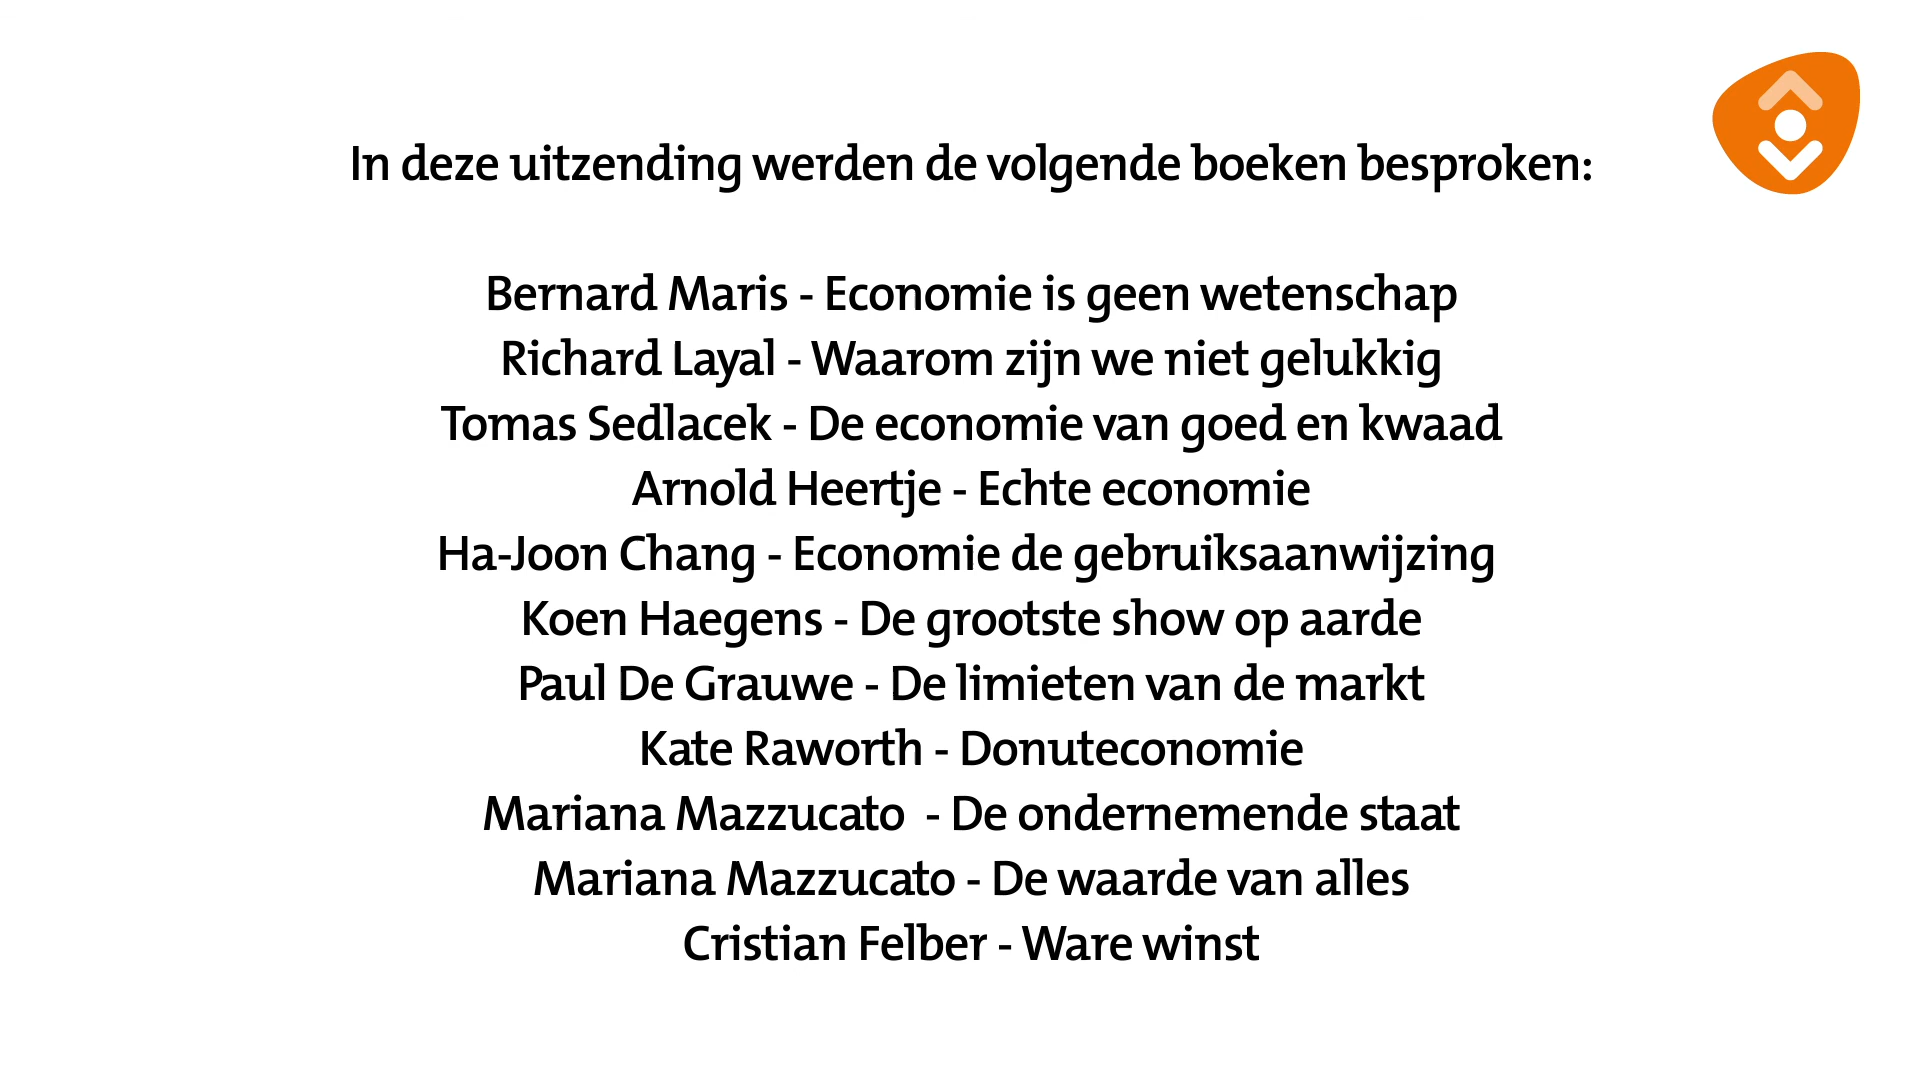 In deze uitzending werden de volgende boeken besproken:
Bernard Maris - Economie is geen wetenschap
Richard Layal - Waarom zijn we niet gelukkig
Tomas Sedlacek - De economie van goed en kwaad
Arnold Heertje - Echte economie
Ha-Joon Chang - Economie de gebruiksaanwijzing
Koen Haegens - De grootste show op aarde
Paul De Grauwe - De limieten van de markt
Kate Raworth - Donuteconomie
Mariana Mazzucato  - De ondernemende staat
Mariana Mazzucato - De waarde van alles
Cristian Felber - Ware winst